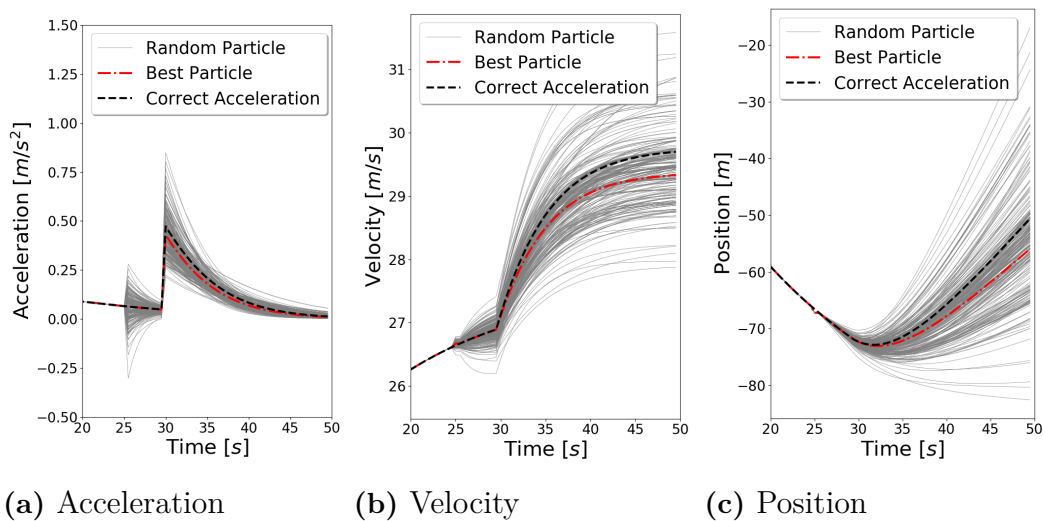 1.50
1.25
1.00
0.75
0.50
0.25
0.00
−0.25
−0.50
20 25 30 35 40 45 50
Acceleration [m/s²]
Time [s]
Random Particle
Best Particle
Correct Acceleration
(a) Acceleration
31
30
29
28
27
26
20 25 30 35 40 45 50
Velocity [m/s]
Time [s]
Random Particle
Best Particle
Correct Acceleration
(b) Velocity
−20
−30
−40
−50
−60
−70
−80
20 25 30 35 40 45 50
Position [m]
Time [s]
Random Particle
Best Particle
Correct Acceleration
(c) Position